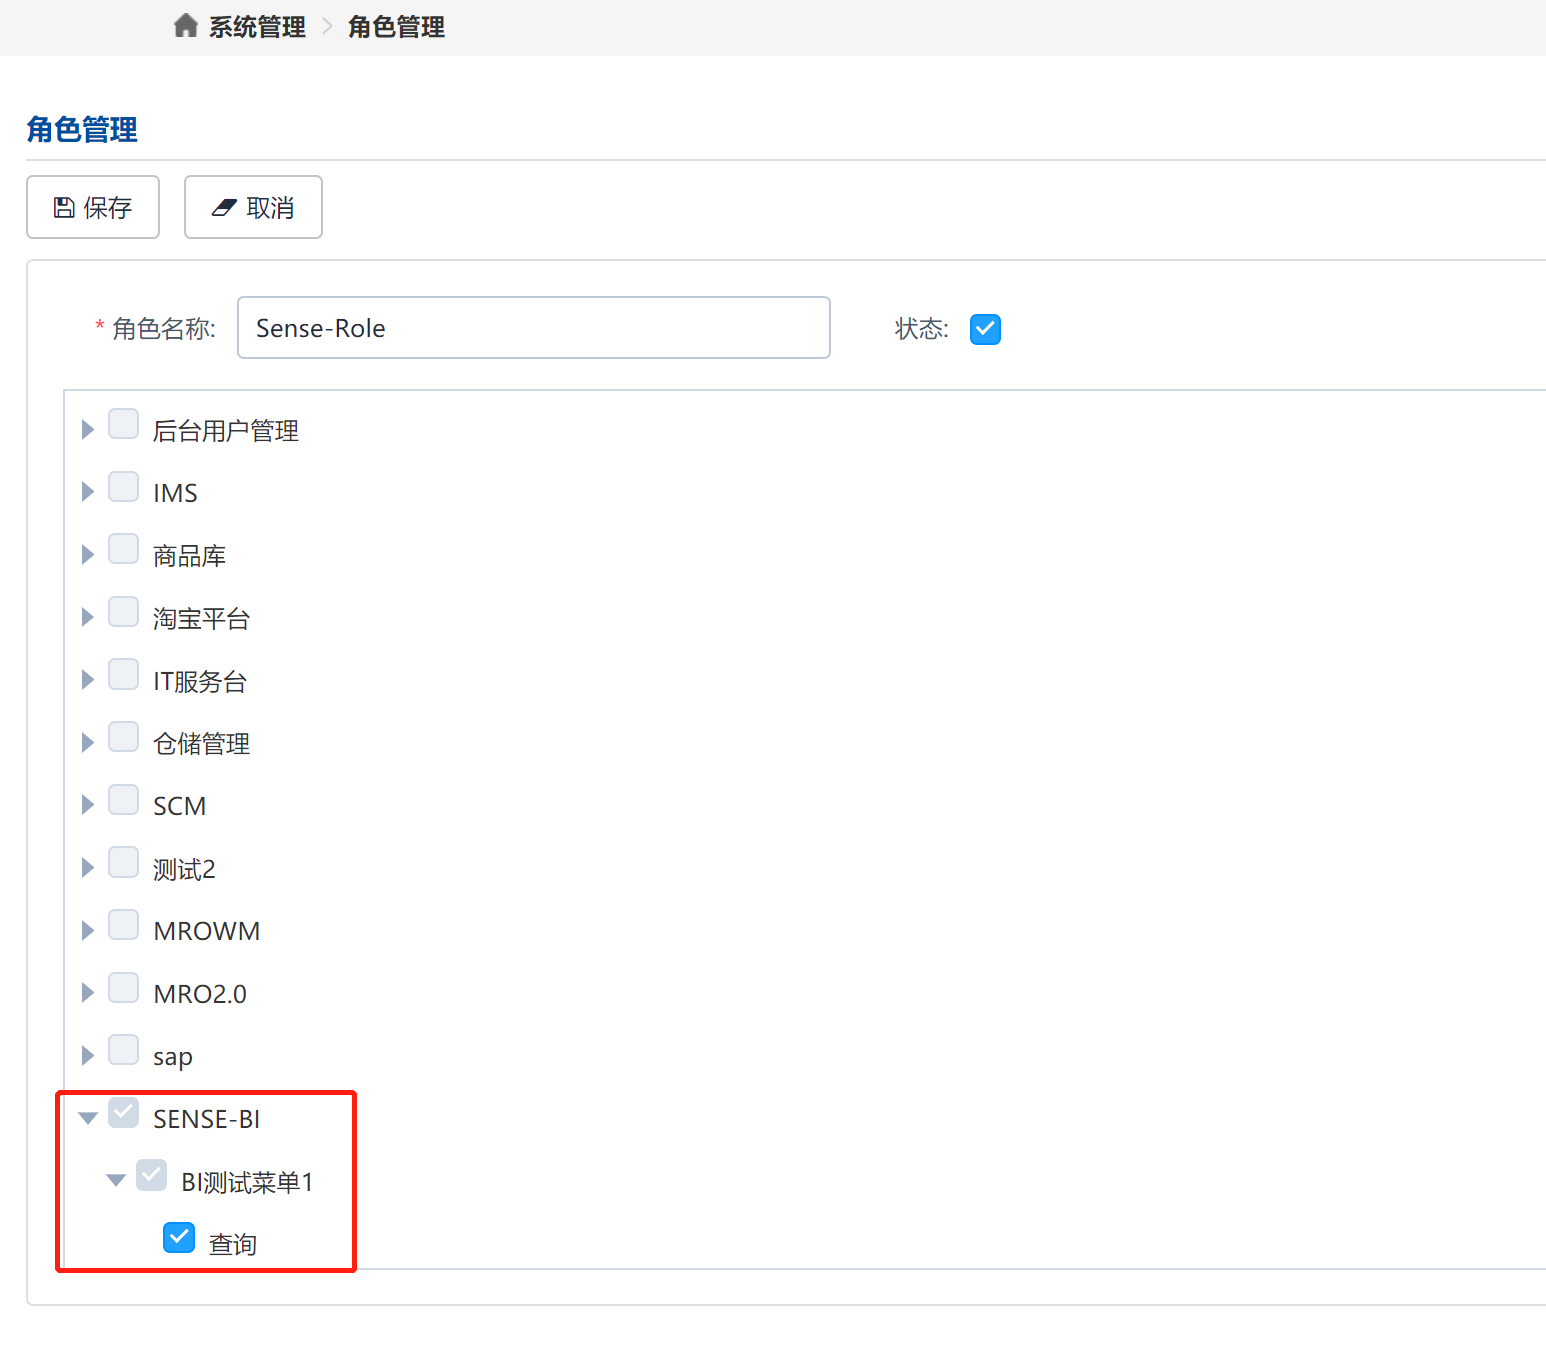 系统管理 > 角色管理
角色管理
保存 取消
* 角色名称: Sense-Role 状态:
后台用户管理
IMS
商品库
淘宝平台
IT服务台
仓储管理
SCM
测试2
MROWM
MRO2.0
sap
SENSE-BI
BI测试菜单1
查询